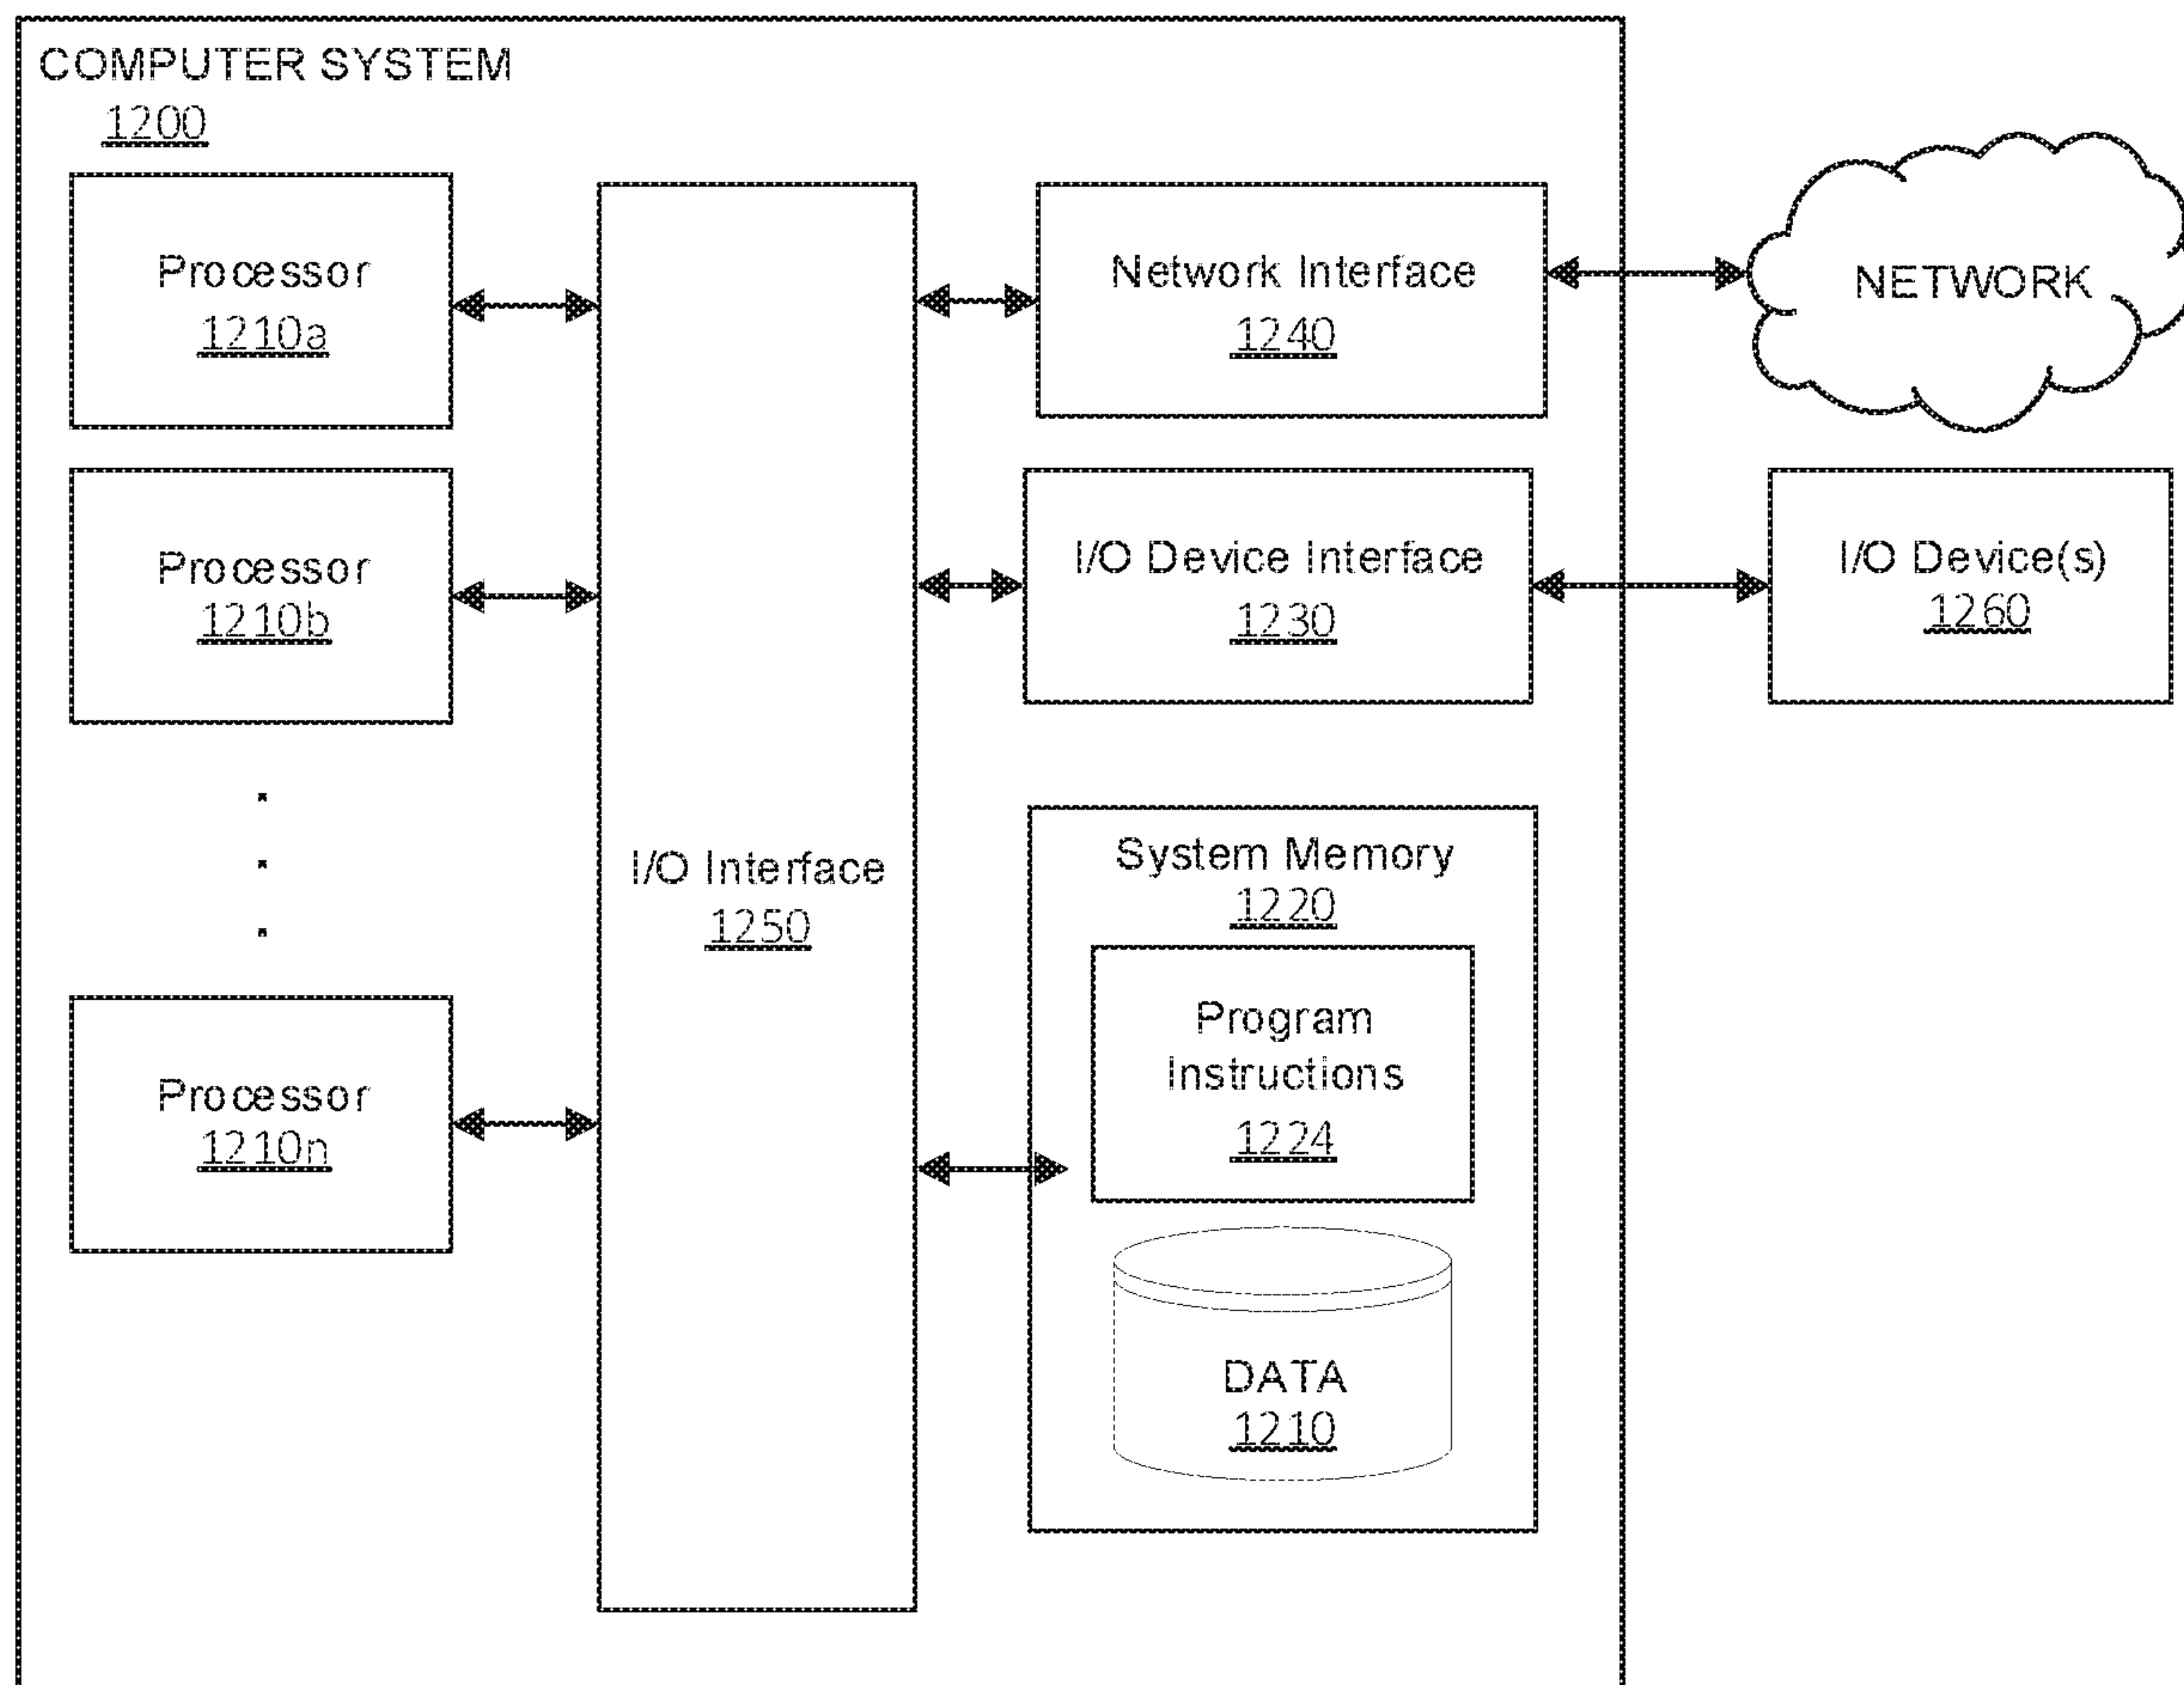 COMPUTER SYSTEM
1200
Processor
1210a
Processor
1210b
Processor
1210n
I/O Interface
1250
Network Interface
1240
I/O Device Interface
1230
System Memory
1220
Program
Instructions
1224
DATA
1210
NETWORK
I/O Device(s)
1260